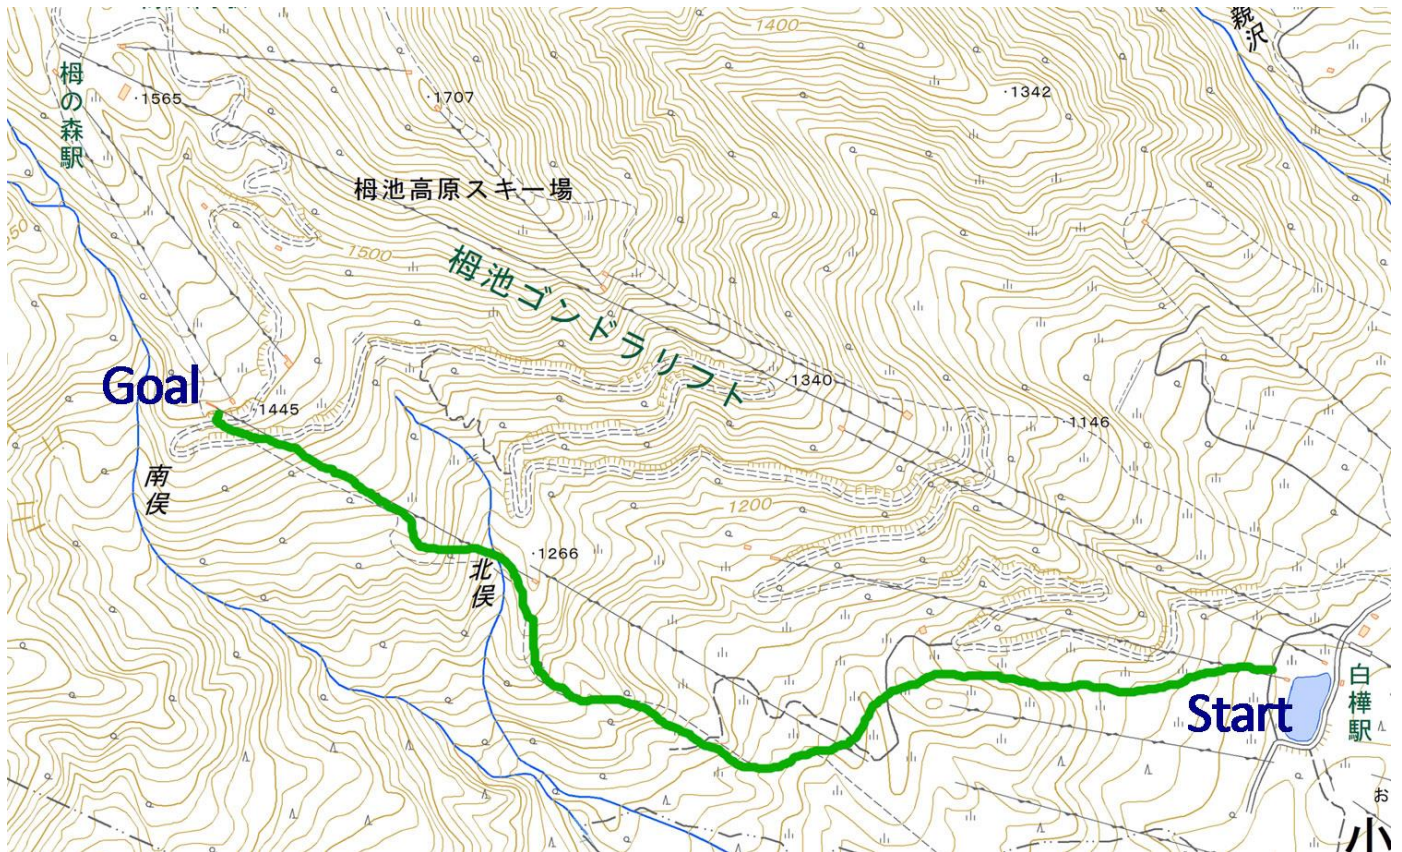 1400
親沢
栂の森駅
・1565
・1707
・1342
栂池高原スキー場
1500
栂池ゴンドラリフト
・1340
Goal
・1445
・1146
南俣
1200
・1266
北俣
Start
白樺駅
お
小